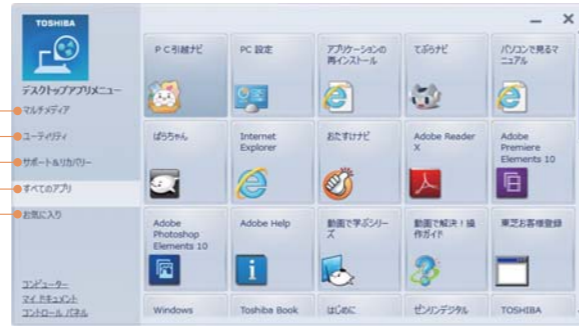 TOSHIBA
デスクトップアプリメニュー
マルチメディア
ユーティリティ
サポート&リカバリー
すべてのアプリ
お気に入り
コンピューター
マイ ドキュメント
コントロール パネル
PC引越ナビ
PC 設定
アプリケーションの
再インストール
てぶらナビ
パソコンで見るマ
ニュアル
ぱらちゃん
Internet
Explorer
おたすけナビ
Adobe Reader
X
Adobe
Premiere
Elements 10
Adobe
Photoshop
Elements 10
Adobe Help
動画で学ぶシリー
ズ
動画で解決!操
作ガイド
東芝お客様登録
Windows
Toshiba Book
はじめに
ゼンリンデジタル
TOSHIBA